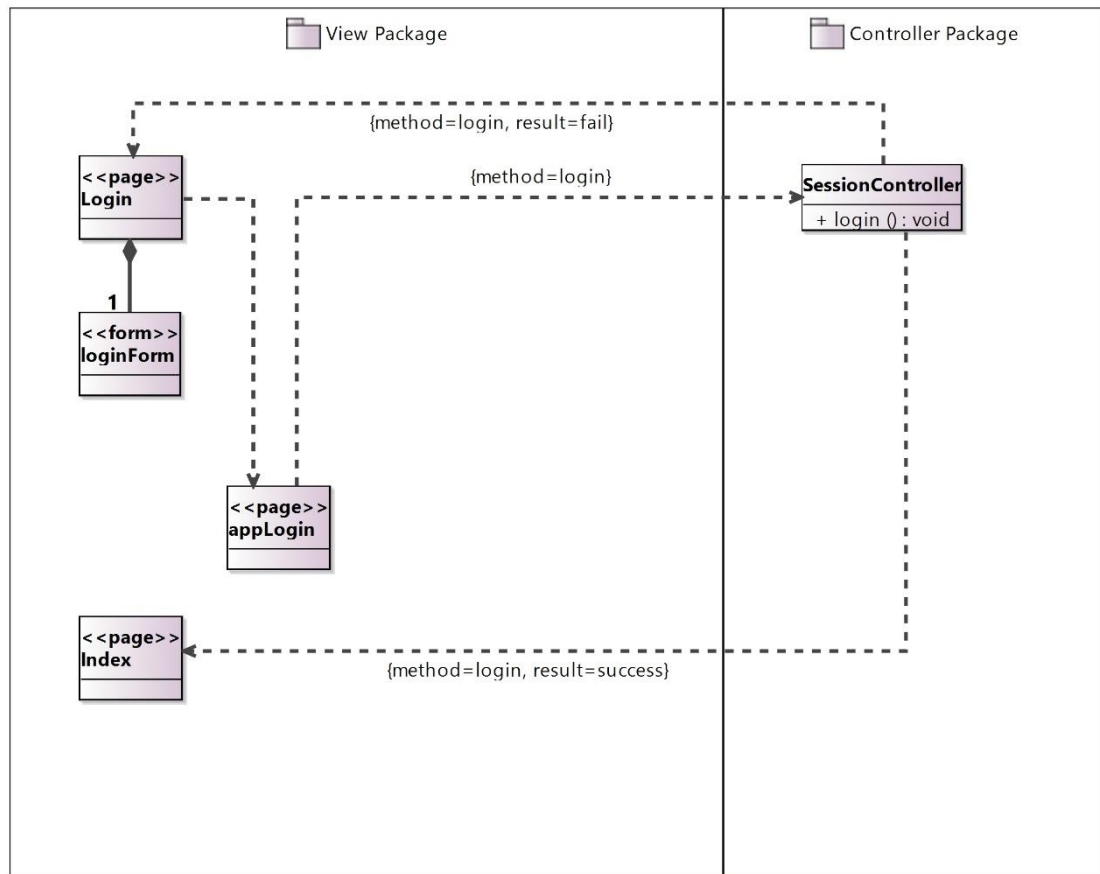 View Package
Controller Package
{method=login, result=fail}
<<page>>
Login
{method=login}
SessionController
+ login () : void
1
<<form>>
loginForm
<<page>>
appLogin
<<page>>
Index
{method=login, result=success}